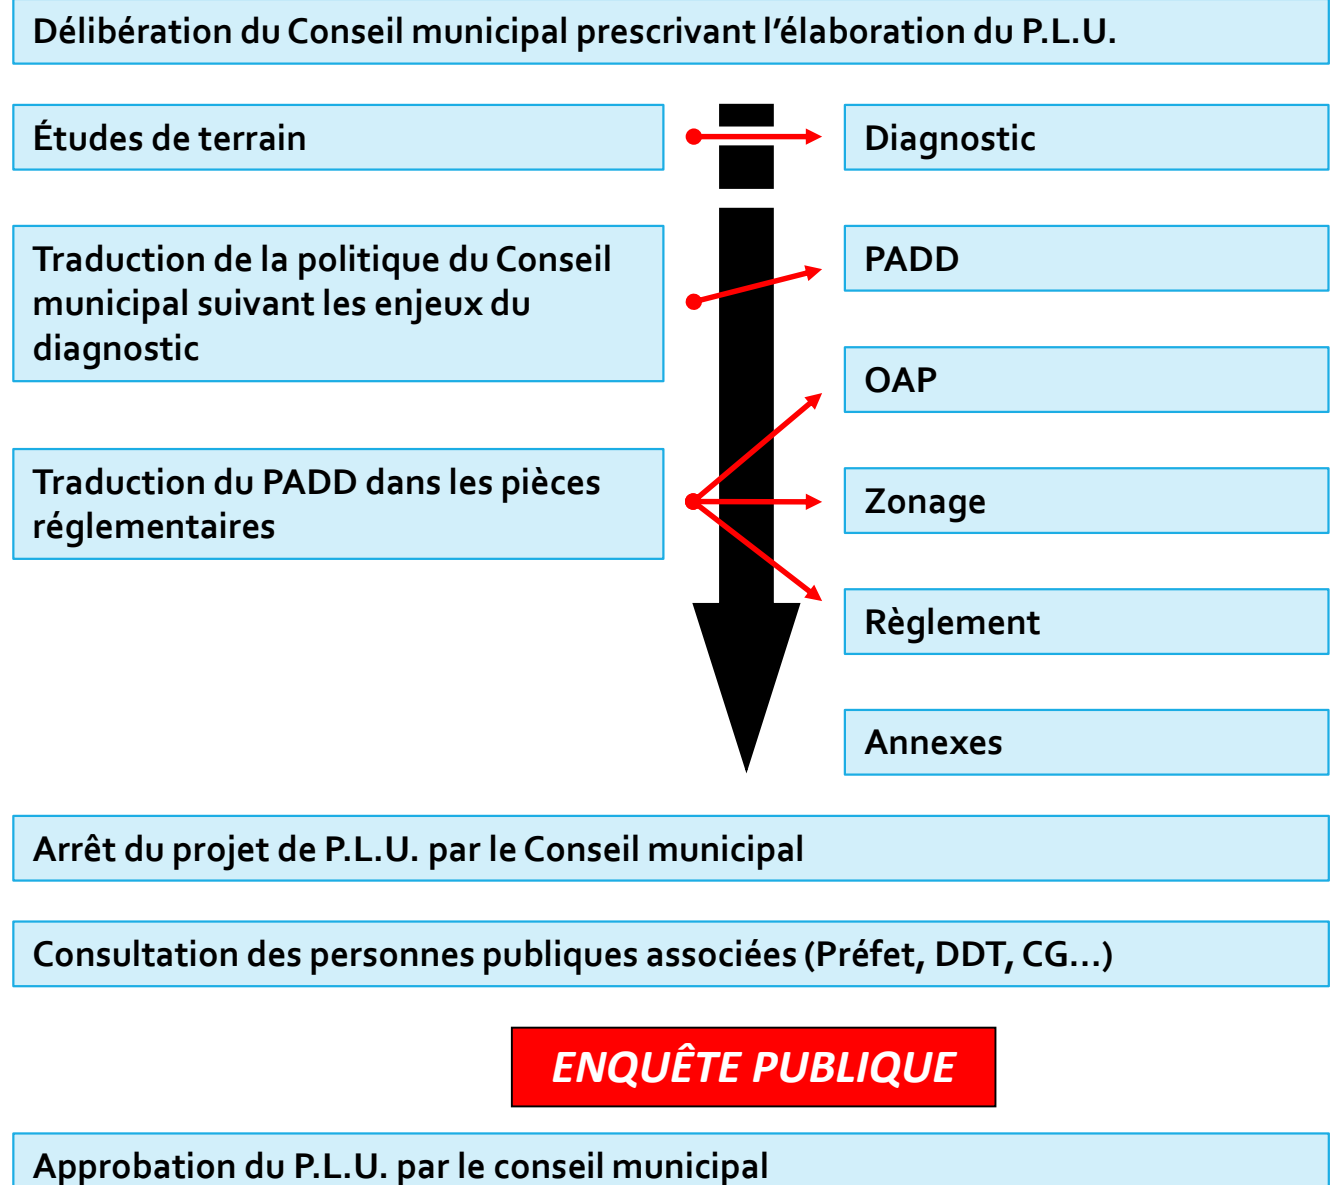 Délibération du Conseil municipal prescrivant l’élaboration du P.L.U.
Études de terrain
Diagnostic
Traduction de la politique du Conseil
municipal suivant les enjeux du
diagnostic
PADD
OAP
Traduction du PADD dans les pièces
réglementaires
Zonage
Règlement
Annexes
Arrêt du projet de P.L.U. par le Conseil municipal
Consultation des personnes publiques associées (Préfet, DDT, CG…)
ENQUÊTE PUBLIQUE
Approbation du P.L.U. par le conseil municipal